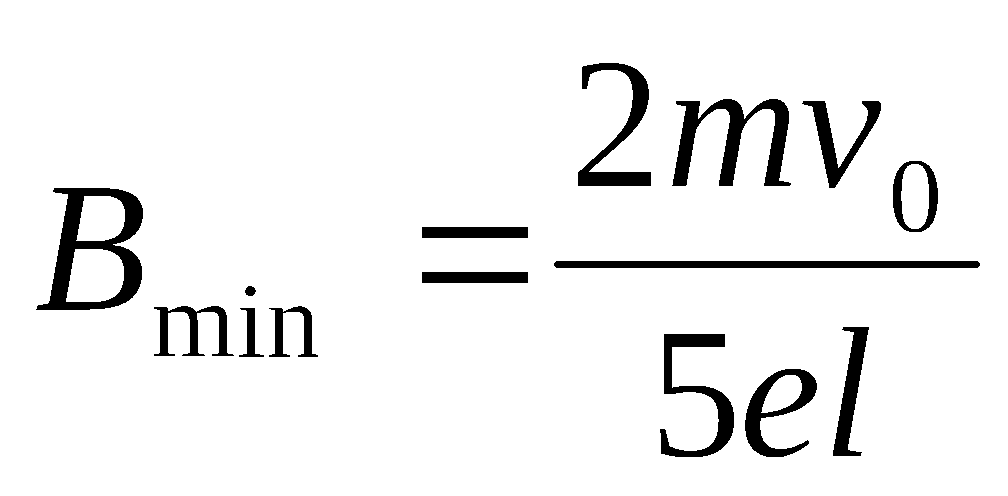 B_min = 2mv_0 / 5el